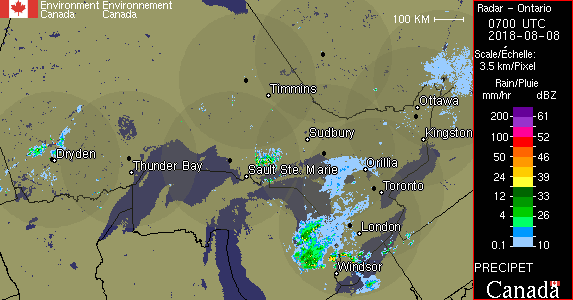 Environment Environnement
Canada Canada
100 KM
Timmins
Ottawa
Sudbury
Kingston
Dryden
Thunder Bay
Sault Ste. Marie
Orillia
Toronto
London
Windsor
Radar - Ontario
0700 UTC
2018-08-08
Scale/Échelle:
3.5 km/Pixel
Rain/Pluie
mm/hr dBZ
200 61
100 52
50 46
24 39
12 33
4 26
0.1 10
PRECIPET
Canada